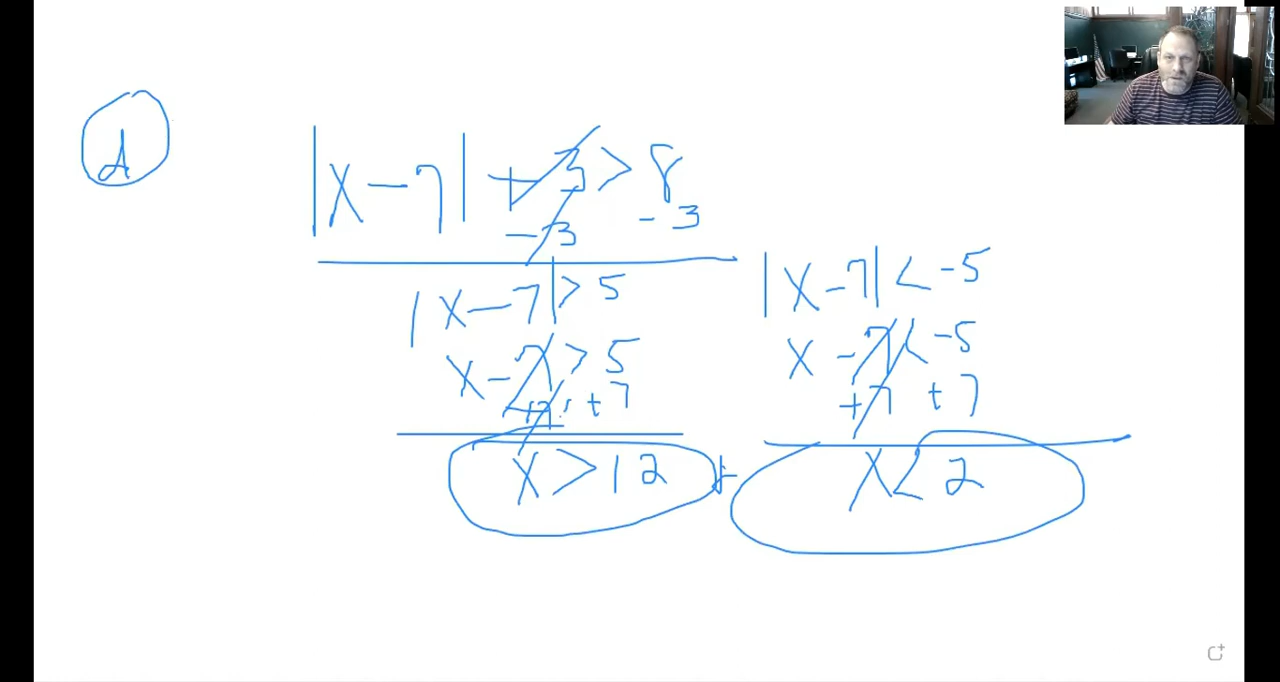 A
|x-7| + 3 > 8
- 3 - 3
|x-7| > 5
x-7 > 5
+7 +7
x > 12 +
|x-7| < -5
x-7 < -5
+7 +7
x < 2